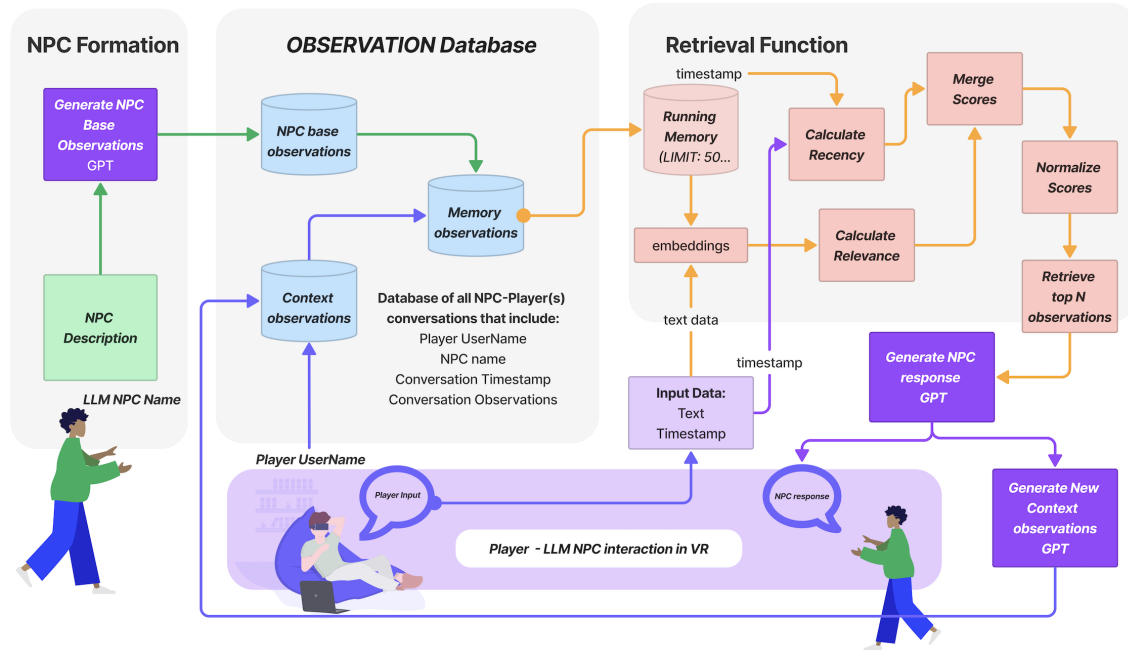 NPC Formation
Generate NPC
Base
Observations
GPT
NPC
Description
LLM NPC Name
OBSERVATION Database
NPC base
observations
Memory
observations
Context
observations
Database of all NPC-Player(s)
conversations that include:
Player UserName
NPC name
Conversation Timestamp
Conversation Observations
Player UserName
Retrieval Function
timestamp
Running
Memory
(LIMIT: 50...
embeddings
text data
timestamp
Calculate
Recency
Calculate
Relevance
Merge
Scores
Normalize
Scores
Retrieve
top N
observations
Input Data:
Text
Timestamp
Generate NPC
response
GPT
Generate New
Context
observations
GPT
Player Input
NPC response
Player - LLM NPC interaction in VR